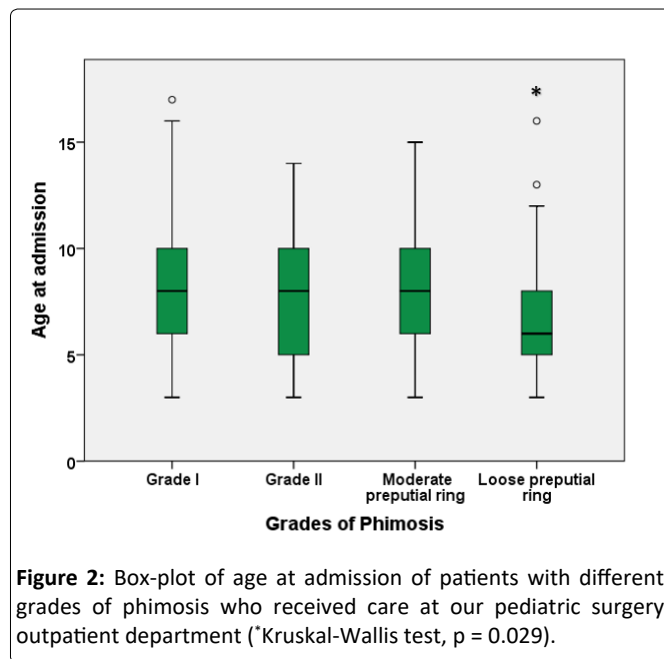 *
15
10
5
0
Age at admission
Grade I
Grade II
Moderate
preputial ring
Loose preputial
ring
Grades of Phimosis
Figure 2: Box-plot of age at admission of patients with different
grades of phimosis who received care at our pediatric surgery
outpatient department (*Kruskal-Wallis test, p = 0.029).